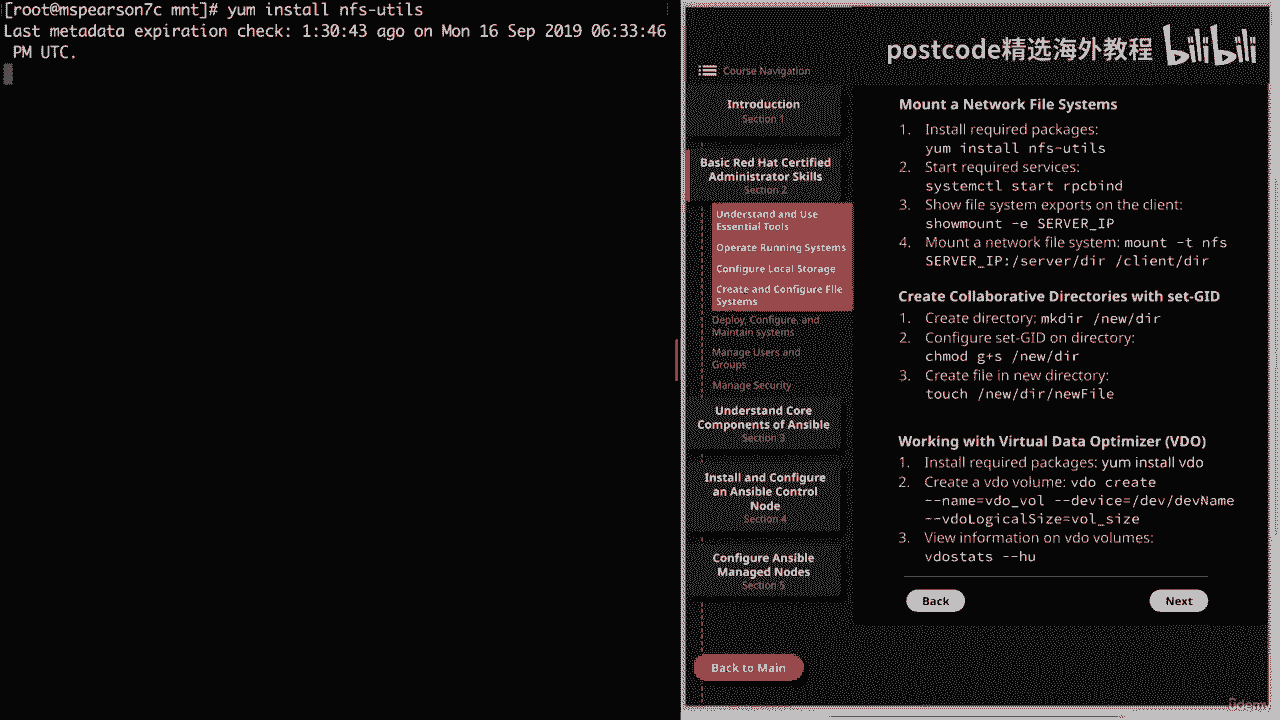 [root@mspearson7c mnt]# yum install nfs-utils
Last metadata expiration check: 1:30:43 ago on Mon 16 Sep 2019 06:33:46
PM UTC.
postcode精选海外教程 bilibili
Course Navigation
Introduction
Section 1
Basic Red Hat Certified
Administrator Skills
Section 2
Understand and Use
Essential Tools
Operate Running Systems
Configure Local Storage
Create and Configure File
Systems
Deploy, Configure, and
Maintain systems
Manage Users and
Groups
Manage Security
Understand Core
Components of Ansible
Section 3
Install and Configure
an Ansible Control
Node
Section 4
Configure Ansible
Managed Nodes
Section 5
Back to Main
Mount a Network File Systems
1. Install required packages:
yum install nfs-utils
2. Start required services:
systemctl start rpcbind
3. Show file system exports on the client:
showmount -e SERVER_IP
4. Mount a network file system: mount -t nfs
SERVER_IP:/server/dir /client/dir
Create Collaborative Directories with set-GID
1. Create directory: mkdir /new/dir
2. Configure set-GID on directory:
chmod g+s /new/dir
3. Create file in new directory:
touch /new/dir/newFile
Working with Virtual Data Optimizer (VDO)
1. Install required packages: yum install vdo
2. Create a vdo volume: vdo create
--name=vdo_vol --device=/dev/devName
--vdoLogicalSize=vol_size
3. View information on vdo volumes:
vdostats --hu
Back
Next
Udemy